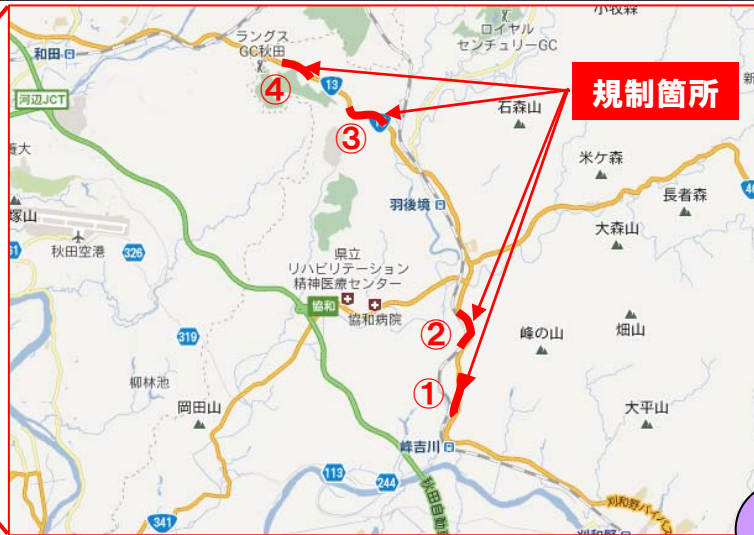 小牧森
ラングス
GC秋田
ロイヤル
センチュリーGC
和田
13
規制箇所
河辺JCT
④
石森山
③
米ケ森
46
長者森
塚山
羽後境
大森山
秋田空港
326
県立
リハビリテーション
精神医療センター
協和
協和病院
②
峰の山
畑山
319
①
柳林池
岡田山
大平山
峰吉川
113
244
秋田自動
341
刈和野バイパス
刈和野